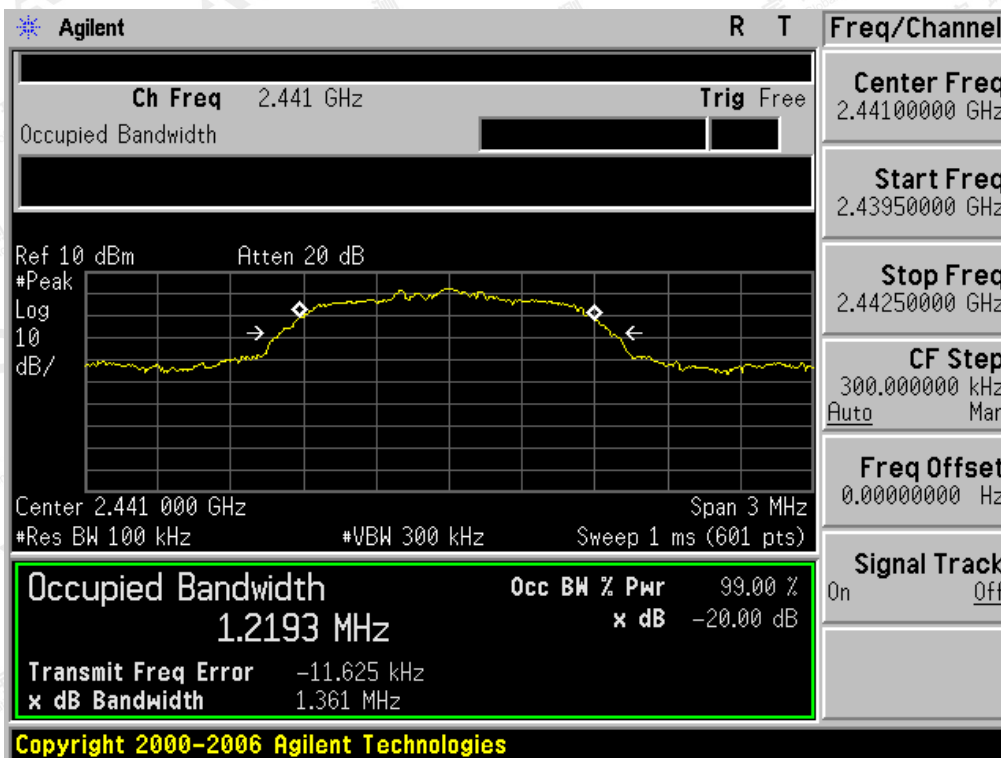 Agilent R T
Ch Freq 2.441 GHz Trig Free
Occupied Bandwidth
Ref 10 dBm Atten 20 dB
#Peak
Log
10
dB/
Center 2.441 000 GHz Span 3 MHz
#Res BW 100 kHz #VBW 300 kHz Sweep 1 ms (601 pts)
Occupied Bandwidth Occ BW % Pwr 99.00 %
1.2193 MHz x dB -20.00 dB
Transmit Freq Error -11.625 kHz
x dB Bandwidth 1.361 MHz
Copyright 2000-2006 Agilent Technologies
Freq/Channel
Center Freq
2.44100000 GHz
Start Freq
2.43950000 GHz
Stop Freq
2.44250000 GHz
CF Step
300.000000 kHz
Auto Man
Freq Offset
0.00000000 Hz
Signal Track
On Off